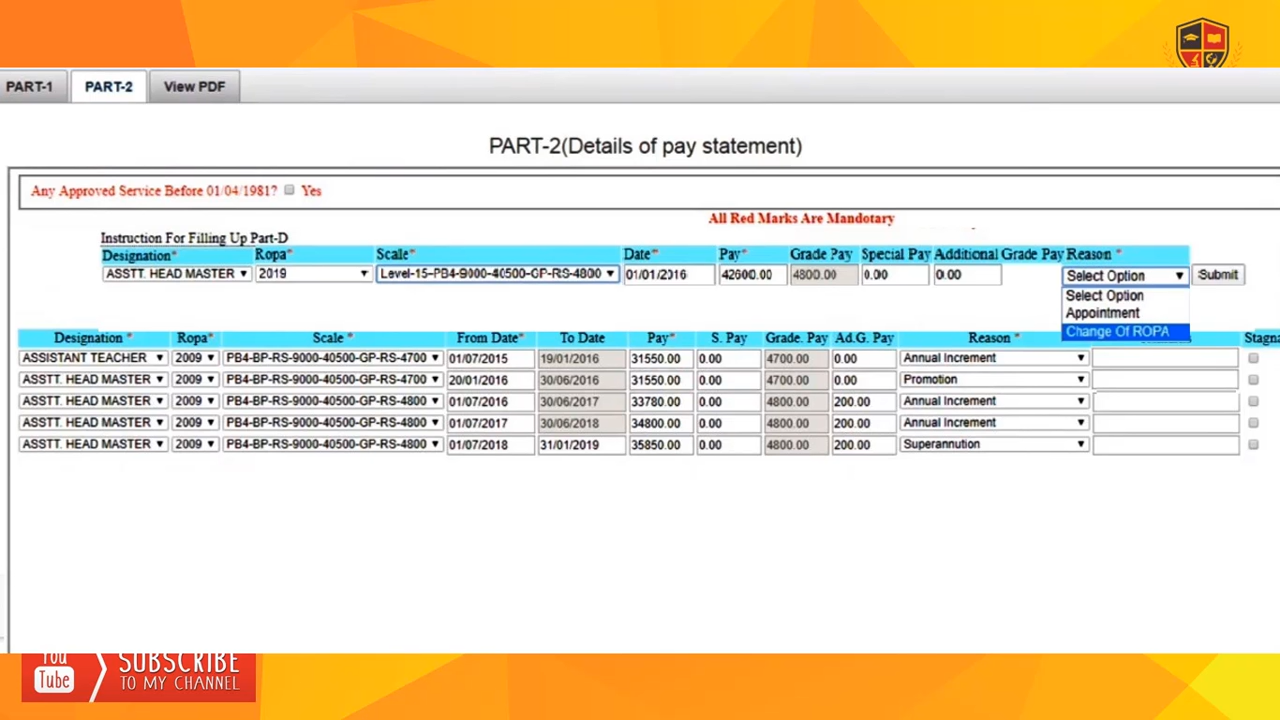 PART-1 PART-2 View PDF
PART-2(Details of pay statement)
Any Approved Service Before 01/04/1981? Yes
All Red Marks Are Mandotary
Instruction For Filling Up Part-D
Designation* Ropa* Scale* Date* Pay* Grade Pay Special Pay Additional Grade Pay Reason *
ASSTT. HEAD MASTER 2019 Level-15-PB4-9000-40500-GP-RS-4800 01/01/2016 42600.00 4800.00 0.00 0.00 Select Option Submit
Select Option
Appointment
Change Of ROPA
Designation * Ropa* Scale * From Date* To Date Pay* S. Pay Grade. Pay Ad.G. Pay Reason * Stagna
ASSISTANT TEACHER 2009 PB4-BP-RS-9000-40500-GP-RS-4700 01/07/2015 19/01/2016 31550.00 0.00 4700.00 0.00 Annual Increment
ASSTT. HEAD MASTER 2009 PB4-BP-RS-9000-40500-GP-RS-4700 20/01/2016 30/06/2016 31550.00 0.00 4700.00 0.00 Promotion
ASSTT. HEAD MASTER 2009 PB4-BP-RS-9000-40500-GP-RS-4800 01/07/2016 30/06/2017 33780.00 0.00 4800.00 200.00 Annual Increment
ASSTT. HEAD MASTER 2009 PB4-BP-RS-9000-40500-GP-RS-4800 01/07/2017 30/06/2018 34800.00 0.00 4800.00 200.00 Annual Increment
ASSTT. HEAD MASTER 2009 PB4-BP-RS-9000-40500-GP-RS-4800 01/07/2018 31/01/2019 35850.00 0.00 4800.00 200.00 Superannution
You Tube
SUBSCRIBE
TO MY CHANNEL